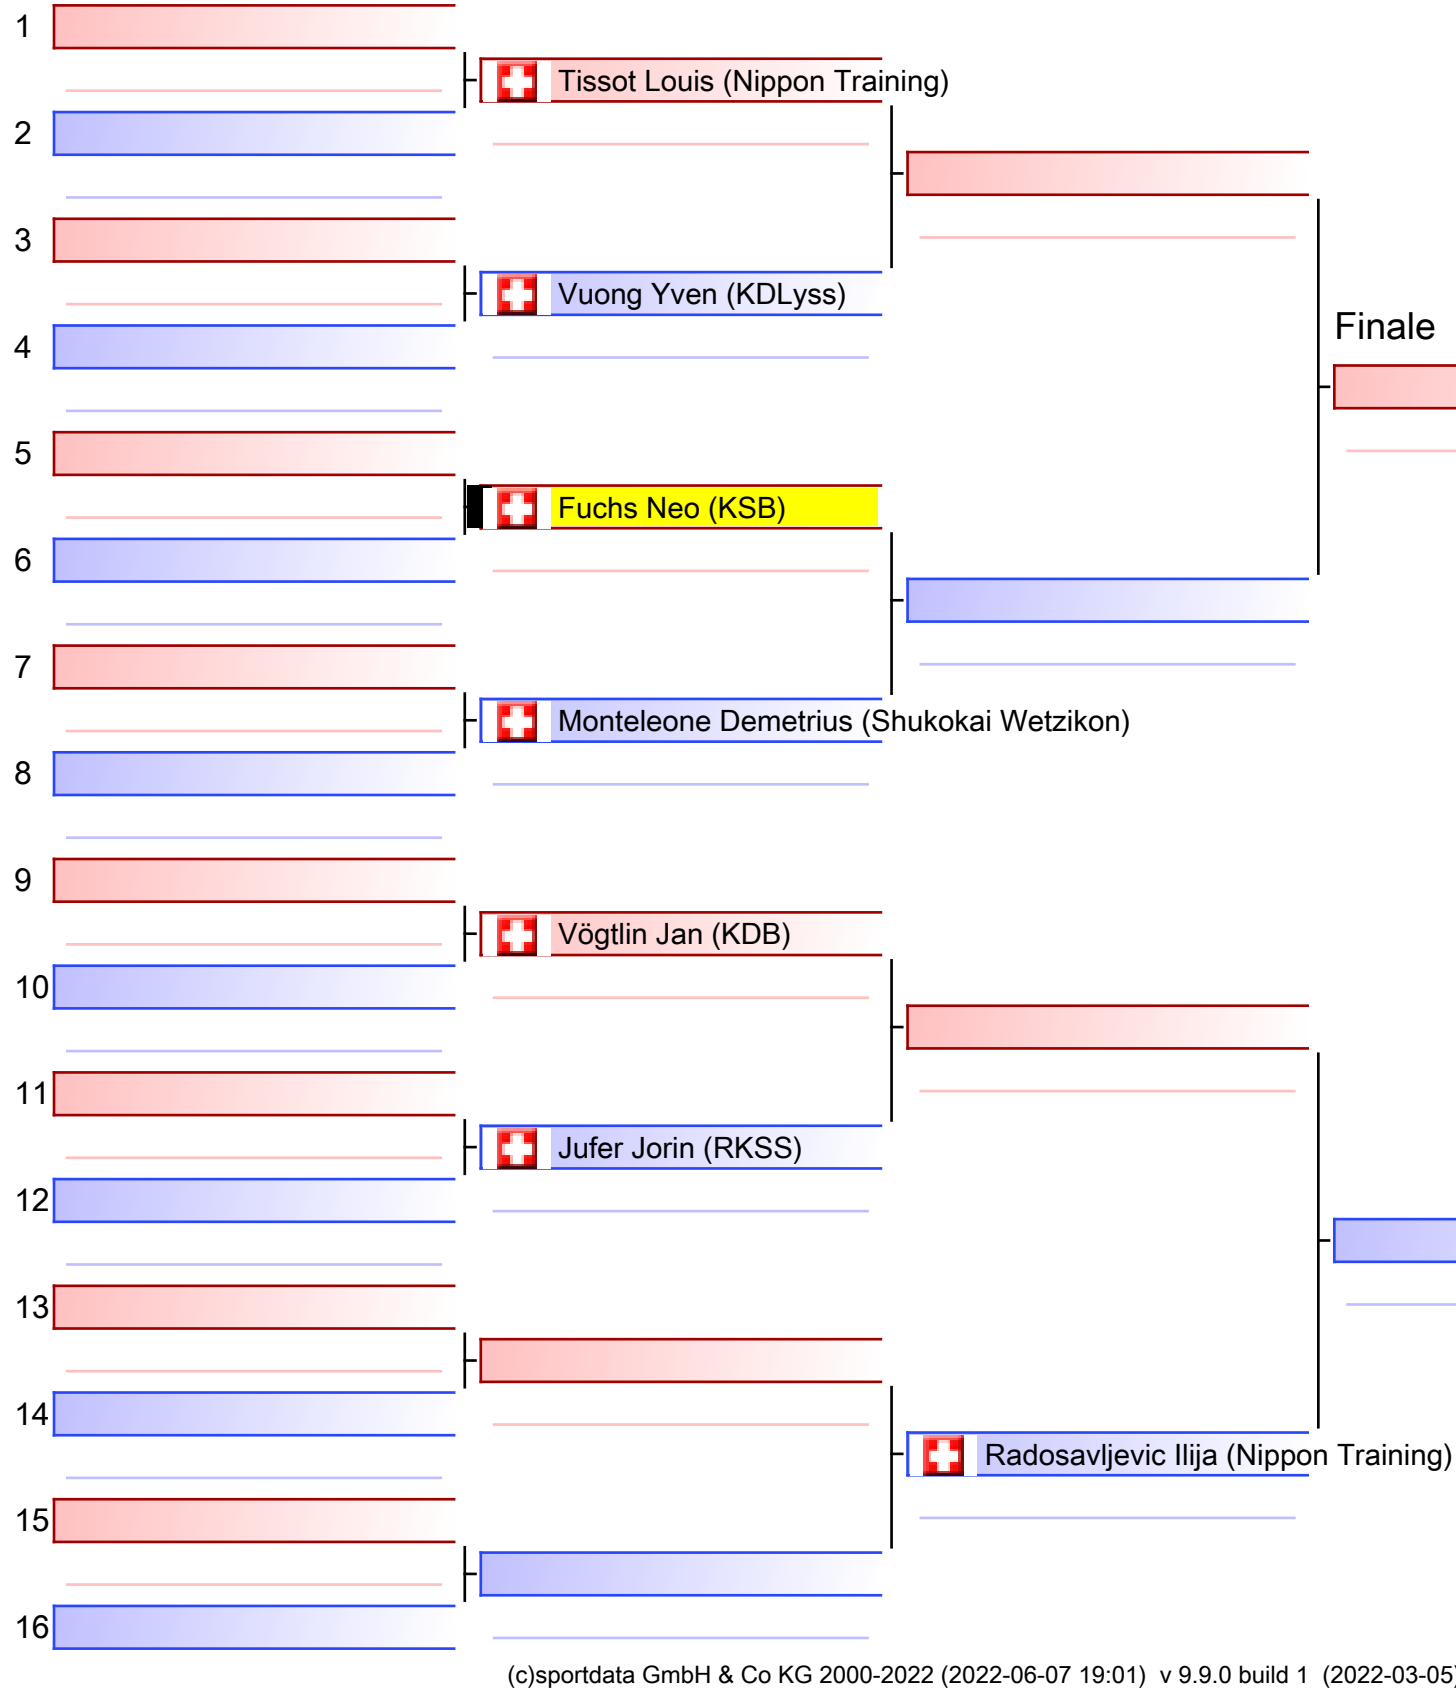 1
Tissot Louis (Nippon Training)
2
3
Vuong Yven (KDLyss)
Finale
4
5
Fuchs Neo (KSB)
6
7
Monteleone Demetrius (Shukokai Wetzikon)
8
9
Vögtlin Jan (KDB)
10
11
Jufer Jorin (RKSS)
12
13
14
Radosavljevic Ilija (Nippon Training)
15
16
(c)sportdata GmbH & Co KG 2000-2022 (2022-06-07 19:01) v 9.9.0 build 1 (2022-03-05)